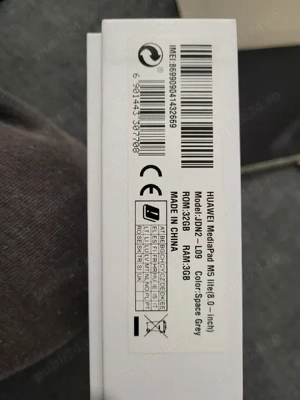 HUAWEI MediaPad M5 lite(8.0-inch)
Model:JDN2-L09 Color:Space Grey
ROM:32GB RAM:3GB
MADE IN CHINA
IMEI:869909041432669
6 901443 307708
CE